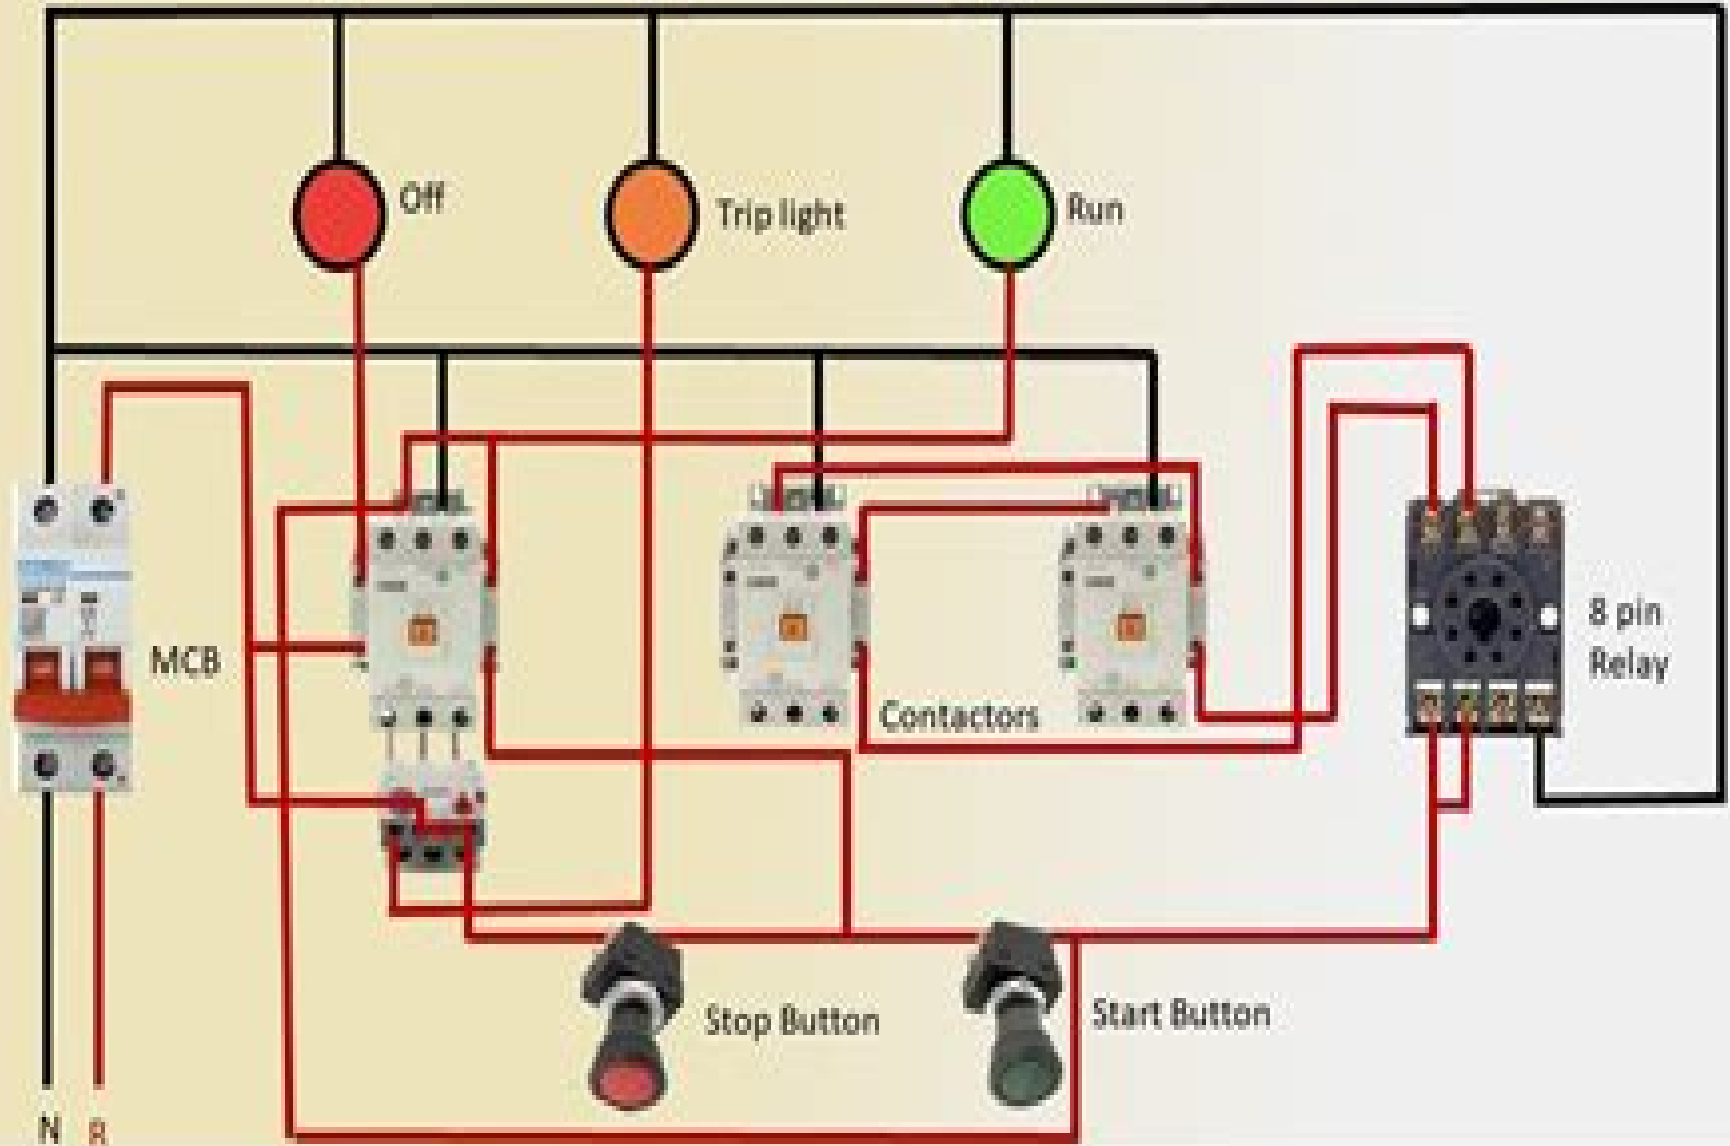 Off
Trip light
Run
MCB
Contactors
8 pin
Relay
Stop Button
Start Button
N
R